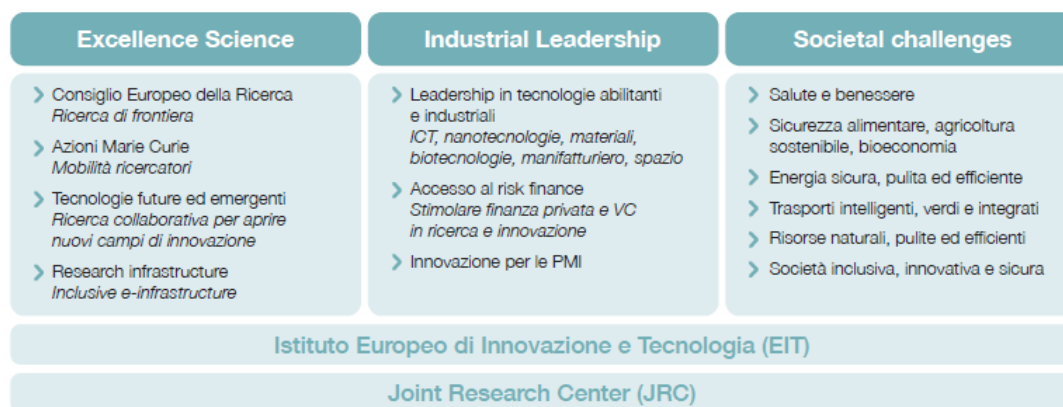 Excellence Science
Consiglio Europeo della Ricerca
Ricerca di frontiera
Azioni Marie Curie
Mobilità ricercatori
Tecnologie future ed emergenti
Ricerca collaborativa per aprire
nuovi campi di innovazione
Research infrastructure
Inclusive e-infrastructure
Industrial Leadership
Leadership in tecnologie abilitanti
e industriali
ICT, nanotecnologie, materiali,
biotecnologie, manifatturiero, spazio
Accesso al risk finance
Stimolare finanza privata e VC
in ricerca e innovazione
Innovazione per le PMI
Societal challenges
Salute e benessere
Sicurezza alimentare, agricoltura
sostenibile, bioeconomia
Energia sicura, pulita ed efficiente
Trasporti intelligenti, verdi e integrati
Risorse naturali, pulite ed efficienti
Società inclusiva, innovativa e sicura
Istituto Europeo di Innovazione e Tecnologia (EIT)
Joint Research Center (JRC)